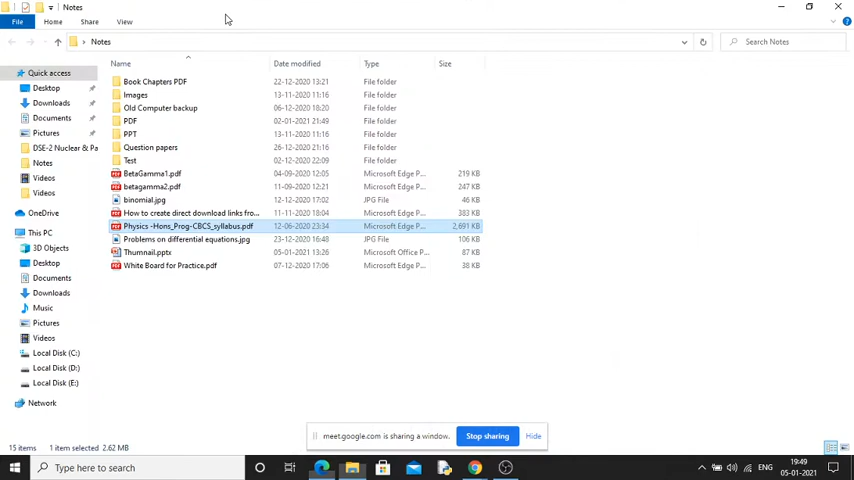 Notes
File Home Share View
Notes
Search Notes
Name Date modified Type Size
Quick access
Desktop
Downloads
Documents
Pictures
DSE-2 Nuclear & Pa
Notes
Videos
Videos
OneDrive
This PC
3D Objects
Desktop
Documents
Downloads
Music
Pictures
Videos
Local Disk (C:)
Local Disk (D:)
Local Disk (E:)
Network
Book Chapters PDF 22-12-2020 13:21 File folder
Images 13-11-2020 11:16 File folder
Old Computer backup 06-12-2020 18:20 File folder
PDF 02-01-2021 21:49 File folder
PPT 13-11-2020 11:16 File folder
Question papers 26-12-2020 21:16 File folder
Test 02-12-2020 22:09 File folder
BetaGamma1.pdf 04-09-2020 12:05 Microsoft Edge P... 219 KB
betagamma2.pdf 11-09-2020 12:21 Microsoft Edge P... 247 KB
binomial.jpg 12-12-2020 17:02 JPG File 46 KB
How to create direct download links fro... 11-11-2020 18:04 Microsoft Edge P... 383 KB
Physics -Hons_Prog-CBCS_syllabus.pdf 12-06-2020 23:34 Microsoft Edge P... 2,691 KB
Problems on differential equations.jpg 23-12-2020 16:48 JPG File 106 KB
Thumnail.pptx 05-01-2021 13:26 Microsoft Office P... 87 KB
White Board for Practice.pdf 07-12-2020 17:06 Microsoft Edge P... 38 KB
meet.google.com is sharing a window. Stop sharing Hide
15 items 1 item selected 2.62 MB
Type here to search
ENG 19:49
05-01-2021